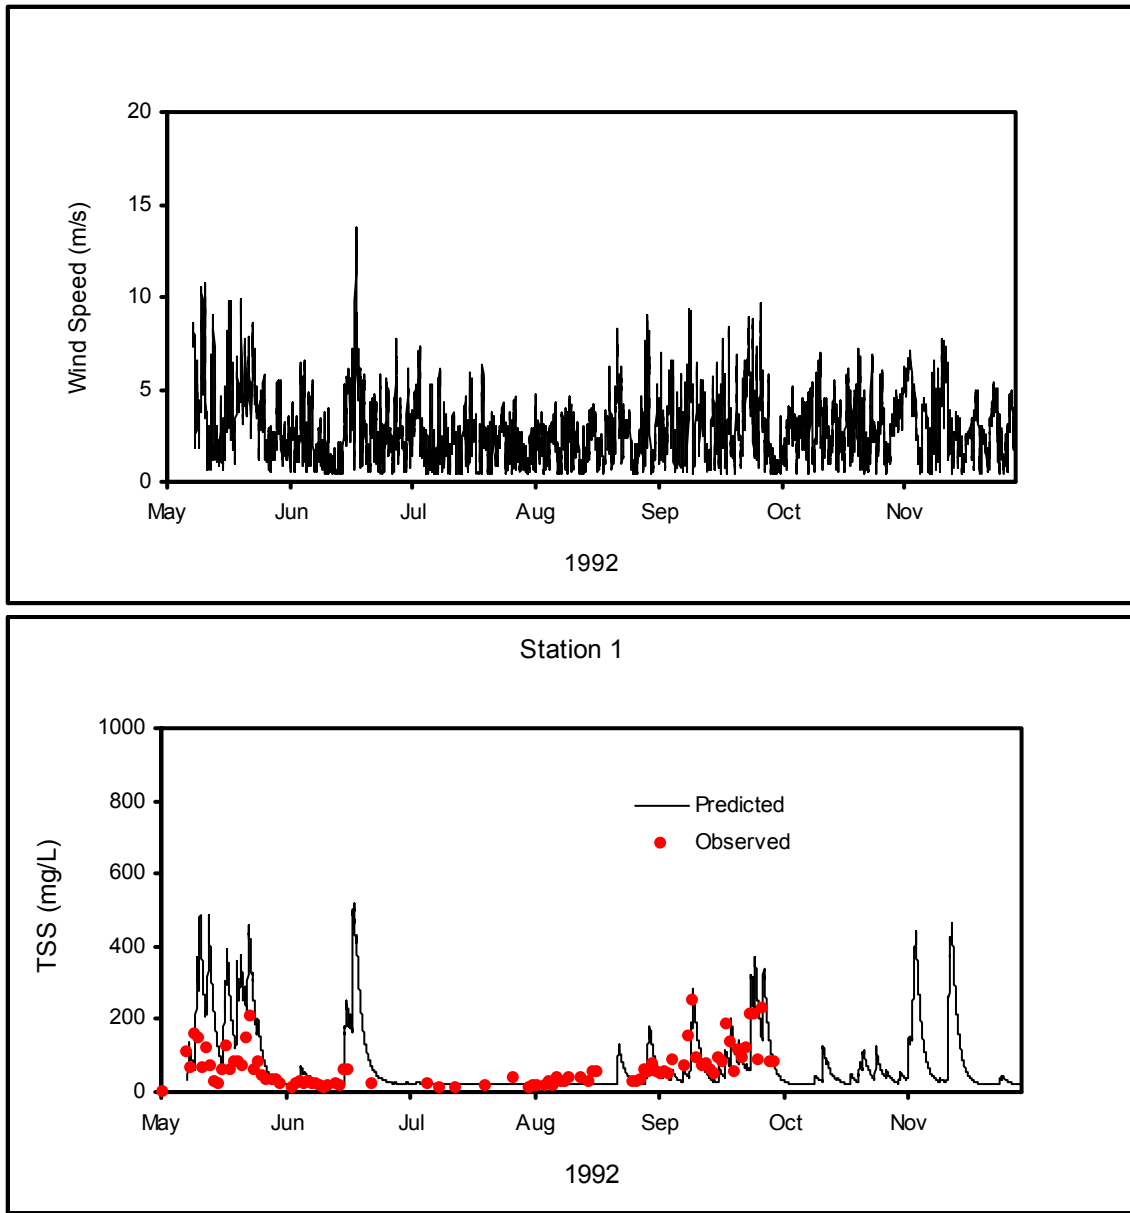 20
15
10
5
0
Wind Speed (m/s)
May Jun Jul Aug Sep Oct Nov
1992
Station 1
1000
800
600
400
200
0
TSS (mg/L)
Predicted
Observed
May Jun Jul Aug Sep Oct Nov
1992